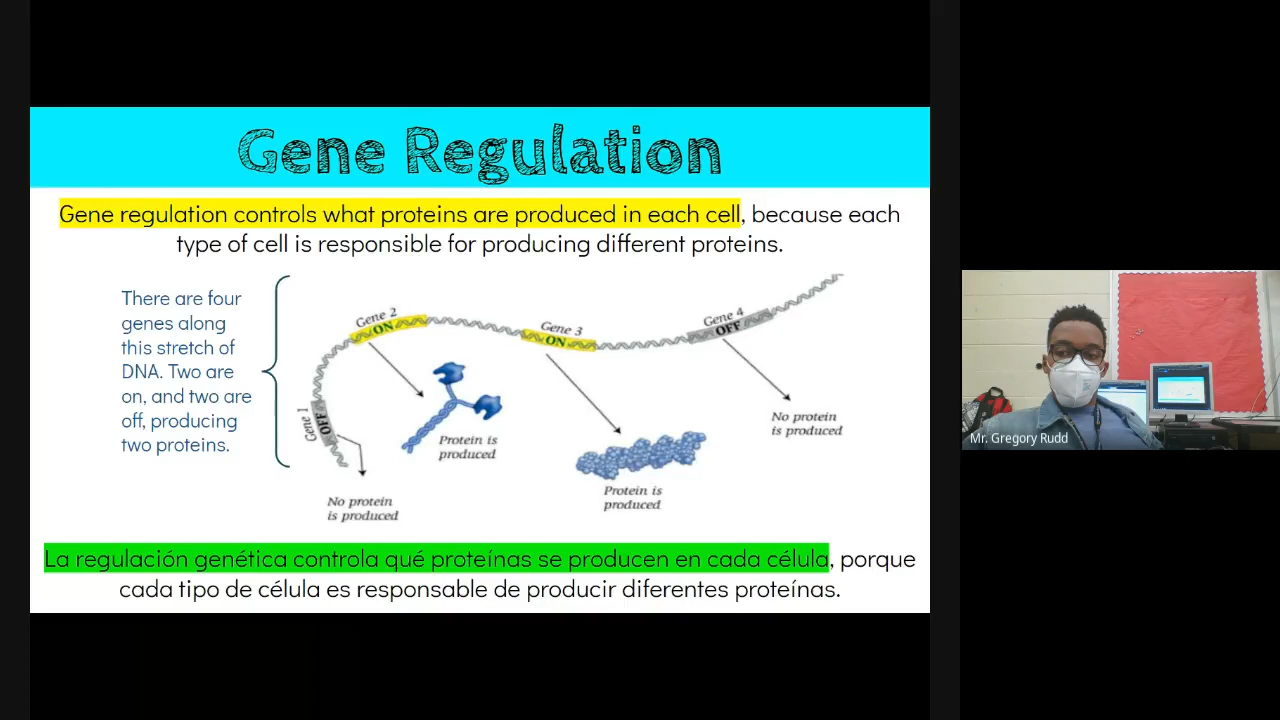 Gene Regulation
Gene regulation controls what proteins are produced in each cell, because each
type of cell is responsible for producing different proteins.
There are four
genes along
this stretch of
DNA. Two are
on, and two are
off, producing
two proteins.
Gene 1
OFF
No protein
is produced
Gene 2
ON
Protein is
produced
Gene 3
ON
Protein is
produced
Gene 4
OFF
No protein
is produced
La regulación genética controla qué proteínas se producen en cada célula, porque
cada tipo de célula es responsable de producir diferentes proteínas.
Mr. Gregory Rudd